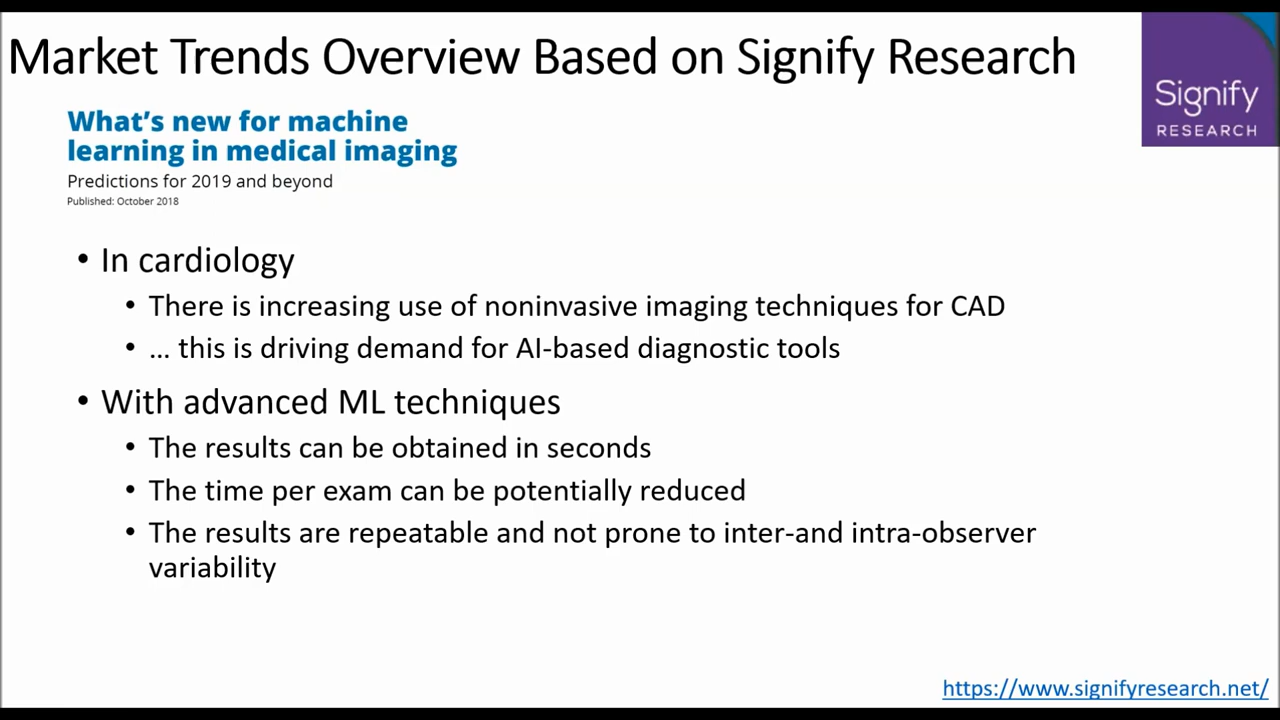 Market Trends Overview Based on Signify Research
Signify
RESEARCH
What's new for machine
learning in medical imaging
Predictions for 2019 and beyond
Published: October 2018
• In cardiology
• There is increasing use of noninvasive imaging techniques for CAD
• … this is driving demand for AI-based diagnostic tools
• With advanced ML techniques
• The results can be obtained in seconds
• The time per exam can be potentially reduced
• The results are repeatable and not prone to inter-and intra-observer
variability
https://www.signifyresearch.net/